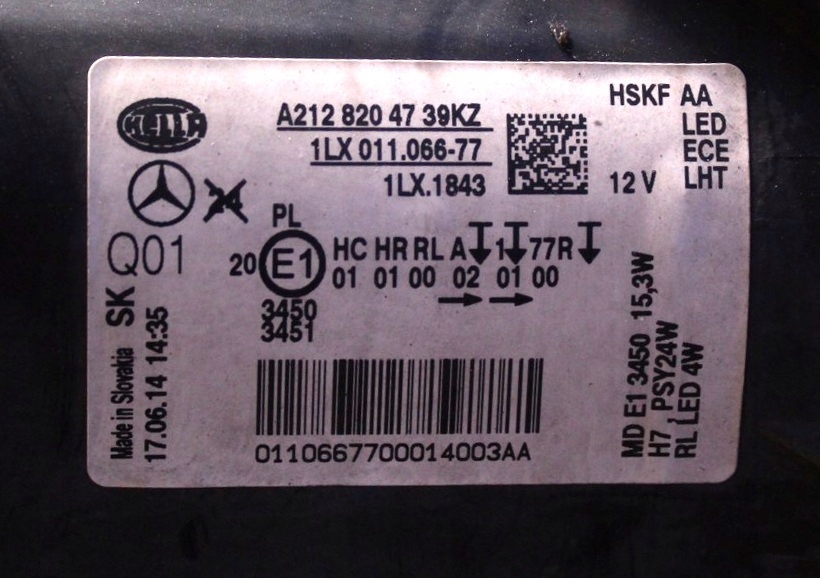 HELLA
A212 820 47 39KZ
1LX 011.066-77
1LX.1843
HSKF AA
LED
ECE
12 V LHT
24
Q01
PL
20 E1 HC HR RL A 1 77R
01 01 00 02 01 00
3450
3451
SK
Made in Slovakia
17.06.14 14:35
MD E1 3450 15,3W
H7 PSY24W
RL LED 4W
0110667700014003AA